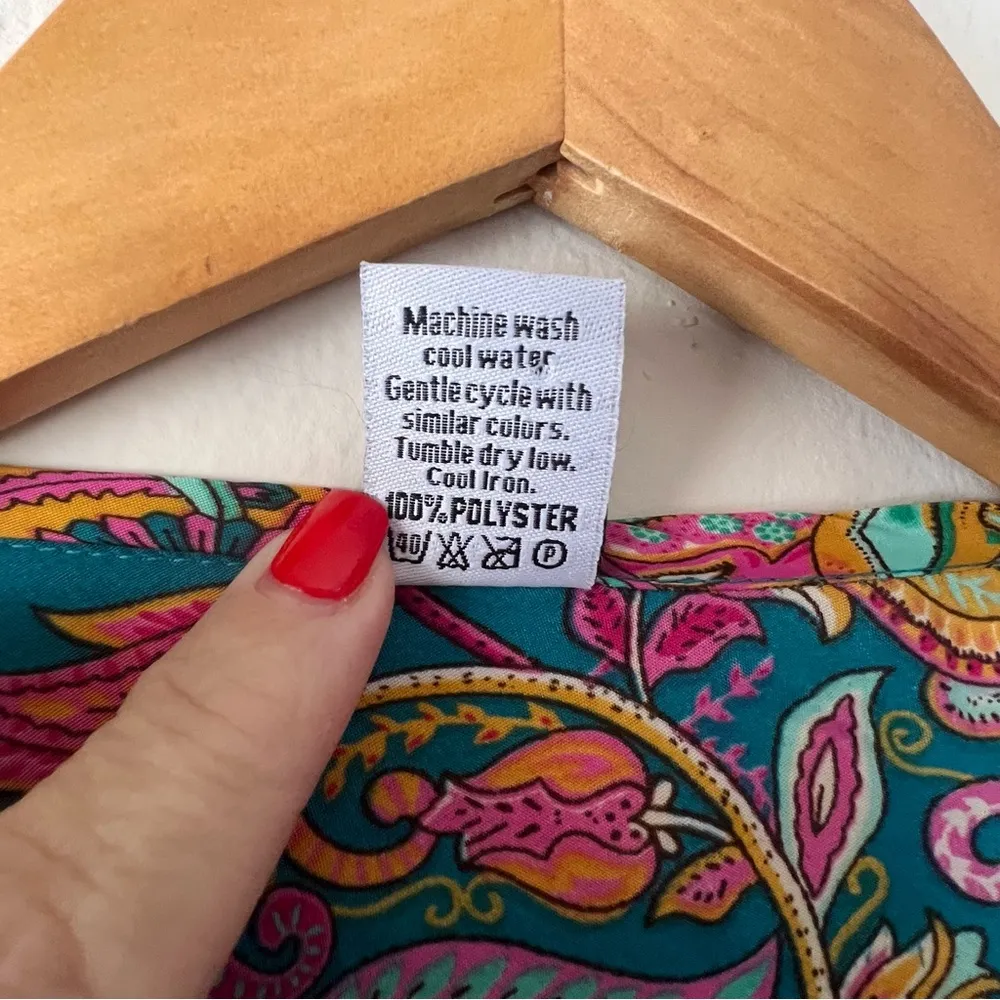 Machine wash
cool water
Gentle cycle with
similar colors.
Tumble dry low.
Cool Iron.
100% POLYSTER
40
P